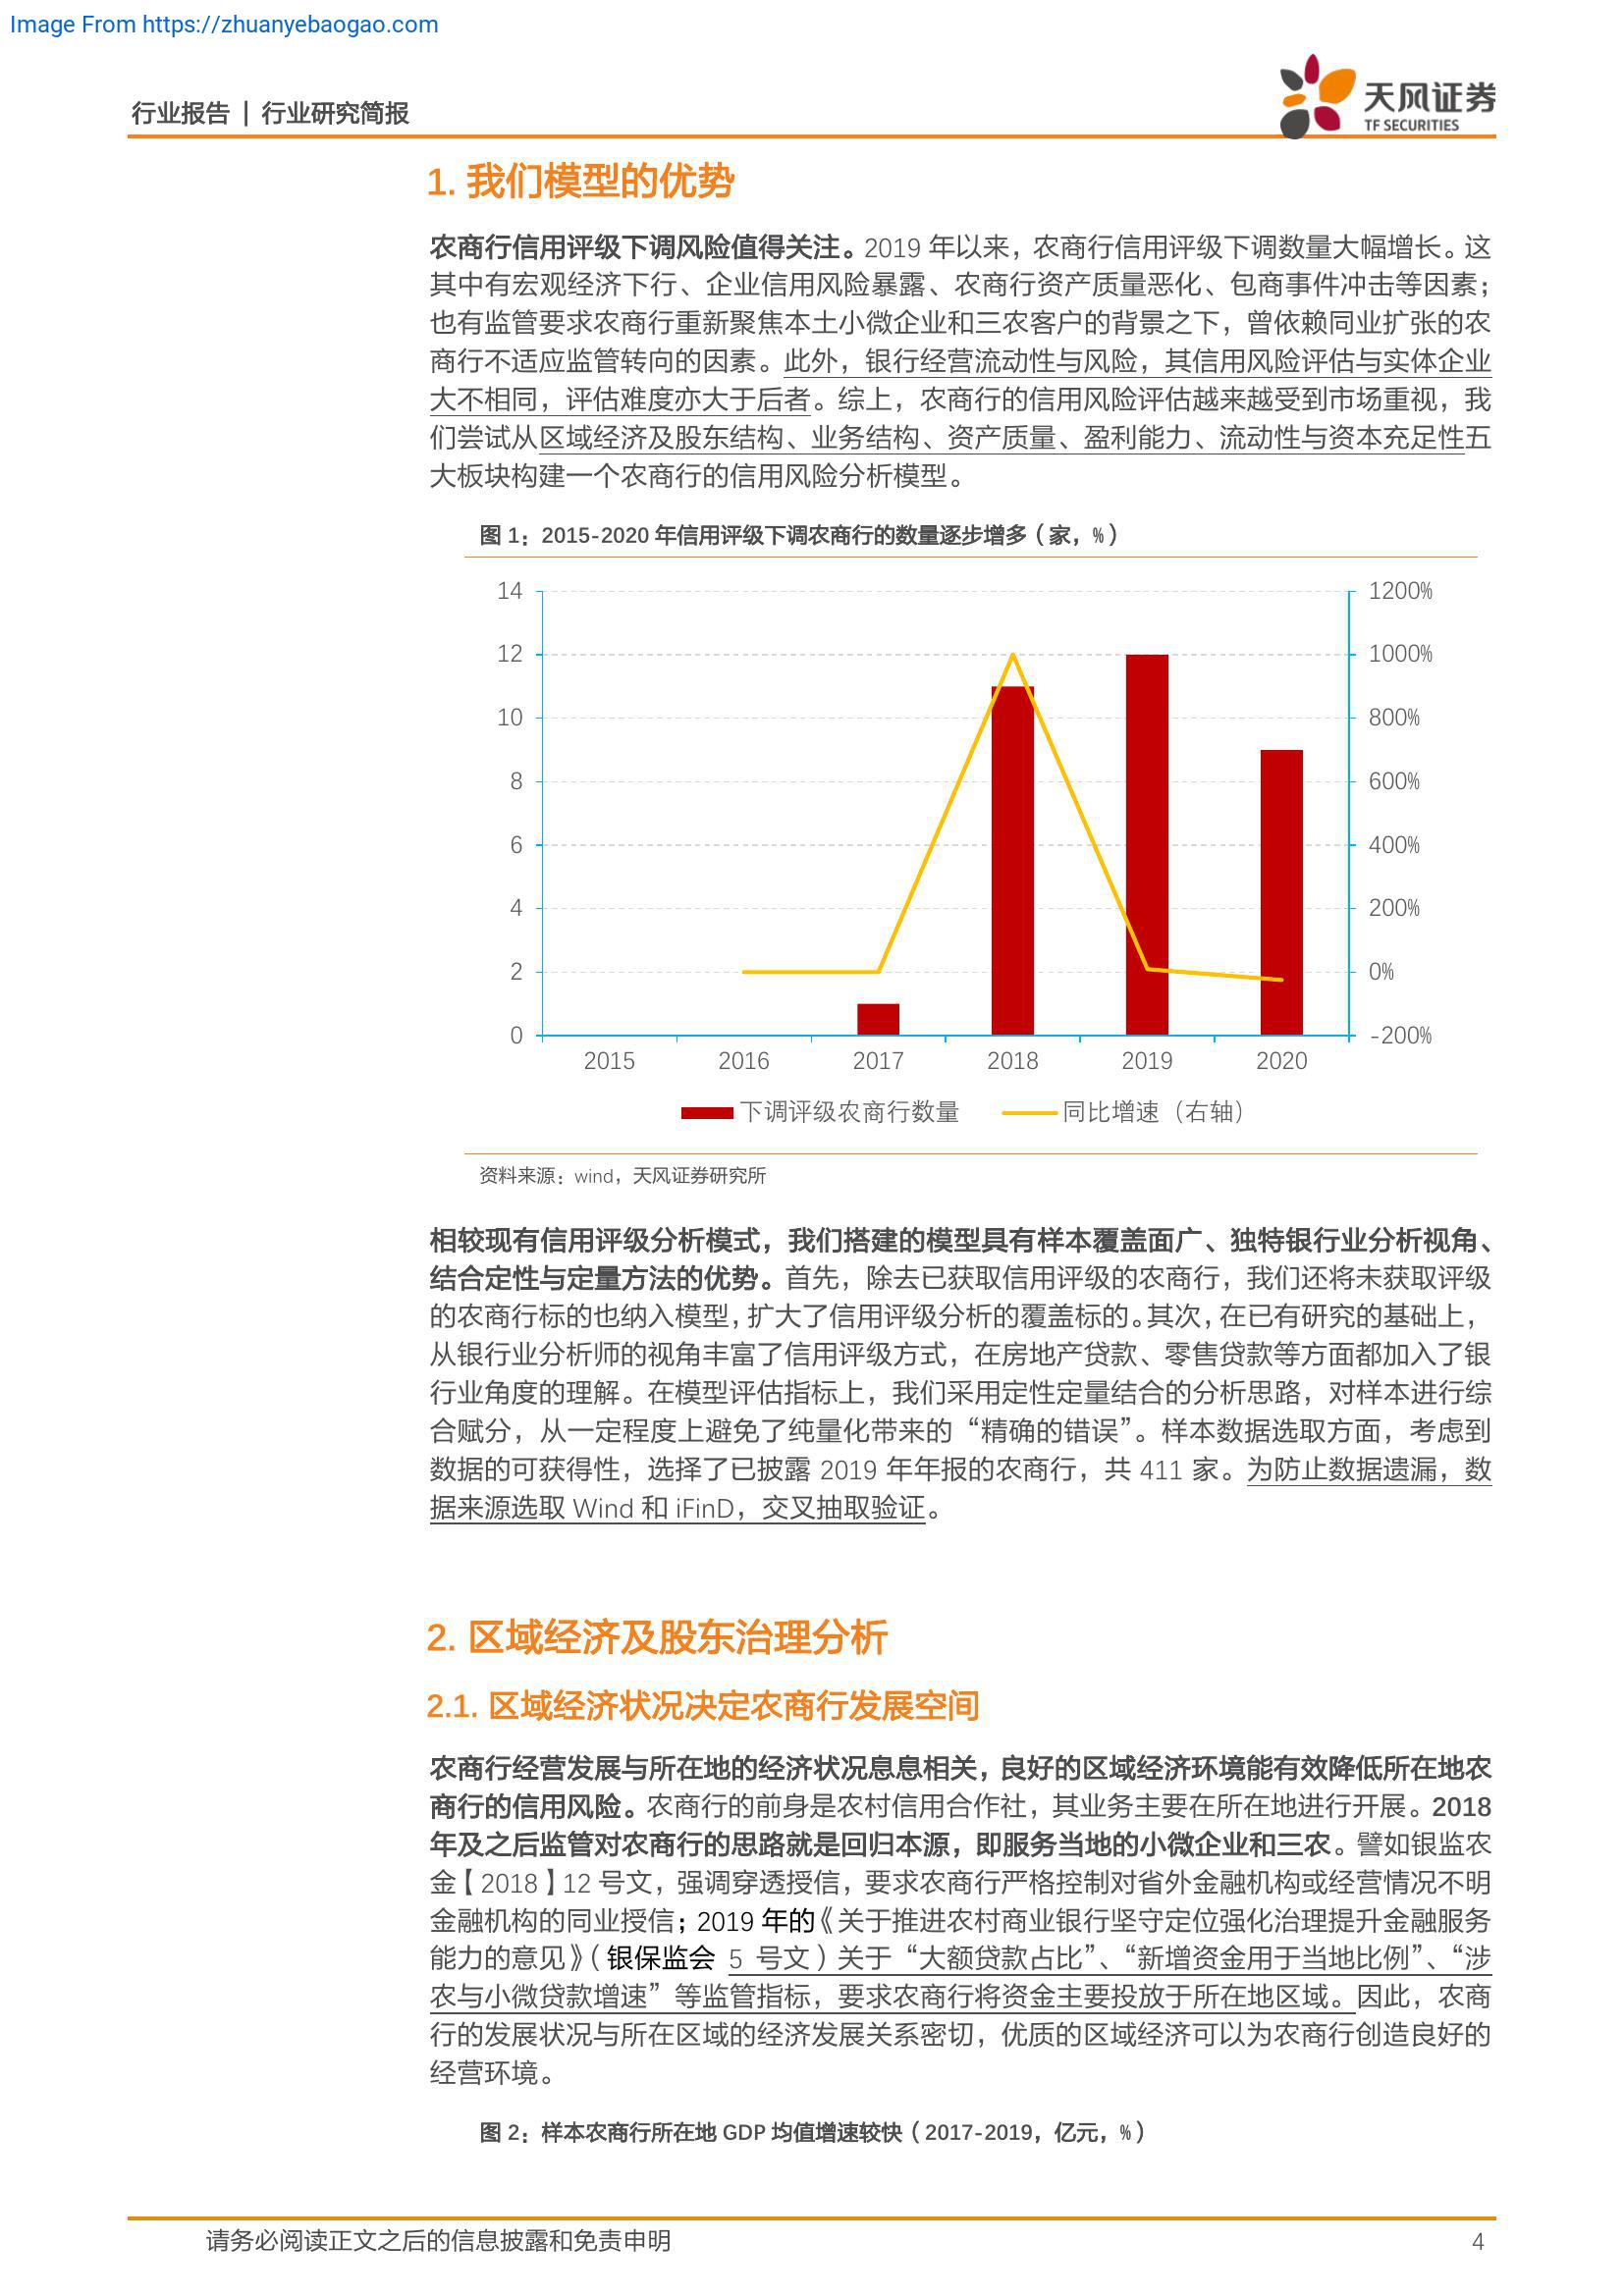 Image From https://zhuanyebaogao.com
行业报告 | 行业研究简报
天风证券
TF SECURITIES
1. 我们模型的优势
农商行信用评级下调风险值得关注。2019 年以来，农商行信用评级下调数量大幅增长。这
其中有宏观经济下行、企业信用风险暴露、农商行资产质量恶化、包商事件冲击等因素；
也有监管要求农商行重新聚焦本土小微企业和三农客户的背景之下，曾依赖同业扩张的农
商行不适应监管转向的因素。此外，银行经营流动性与风险，其信用风险评估与实体企业
大不相同，评估难度亦大于后者。综上，农商行的信用风险评估越来越受到市场重视，我
们尝试从区域经济及股东结构、业务结构、资产质量、盈利能力、流动性与资本充足性五
大板块构建一个农商行的信用风险分析模型。
图 1：2015-2020 年信用评级下调农商行的数量逐步增多（家，%）
14 1200%
12 1000%
10 800%
8 600%
6 400%
4 200%
2 0%
0 -200%
2015 2016 2017 2018 2019 2020
下调评级农商行数量 同比增速（右轴）
资料来源：wind，天风证券研究所
相较现有信用评级分析模式，我们搭建的模型具有样本覆盖面广、独特银行业分析视角、
结合定性与定量方法的优势。首先，除去已获取信用评级的农商行，我们还将未获取评级
的农商行标的也纳入模型，扩大了信用评级分析的覆盖标的。其次，在已有研究的基础上，
从银行业分析师的视角丰富了信用评级方式，在房地产贷款、零售贷款等方面都加入了银
行业角度的理解。在模型评估指标上，我们采用定性定量结合的分析思路，对样本进行综
合赋分，从一定程度上避免了纯量化带来的“精确的错误”。样本数据选取方面，考虑到
数据的可获得性，选择了已披露 2019 年年报的农商行，共 411 家。为防止数据遗漏，数
据来源选取 Wind 和 iFinD，交叉抽取验证。
2. 区域经济及股东治理分析
2.1. 区域经济状况决定农商行发展空间
农商行经营发展与所在地的经济状况息息相关，良好的区域经济环境能有效降低所在地农
商行的信用风险。农商行的前身是农村信用合作社，其业务主要在所在地进行开展。2018
年及之后监管对农商行的思路就是回归本源，即服务当地的小微企业和三农。譬如银监农
金【2018】12 号文，强调穿透授信，要求农商行严格控制对省外金融机构或经营情况不明
金融机构的同业授信；2019 年的《关于推进农村商业银行坚守定位强化治理提升金融服务
能力的意见》（银保监会 5 号文）关于“大额贷款占比”、“新增资金用于当地比例”、“涉
农与小微贷款增速”等监管指标，要求农商行将资金主要投放于所在地区域。因此，农商
行的发展状况与所在区域的经济发展关系密切，优质的区域经济可以为农商行创造良好的
经营环境。
图 2：样本农商行所在地 GDP 均值增速较快（2017-2019，亿元，%）
请务必阅读正文之后的信息披露和免责申明 4